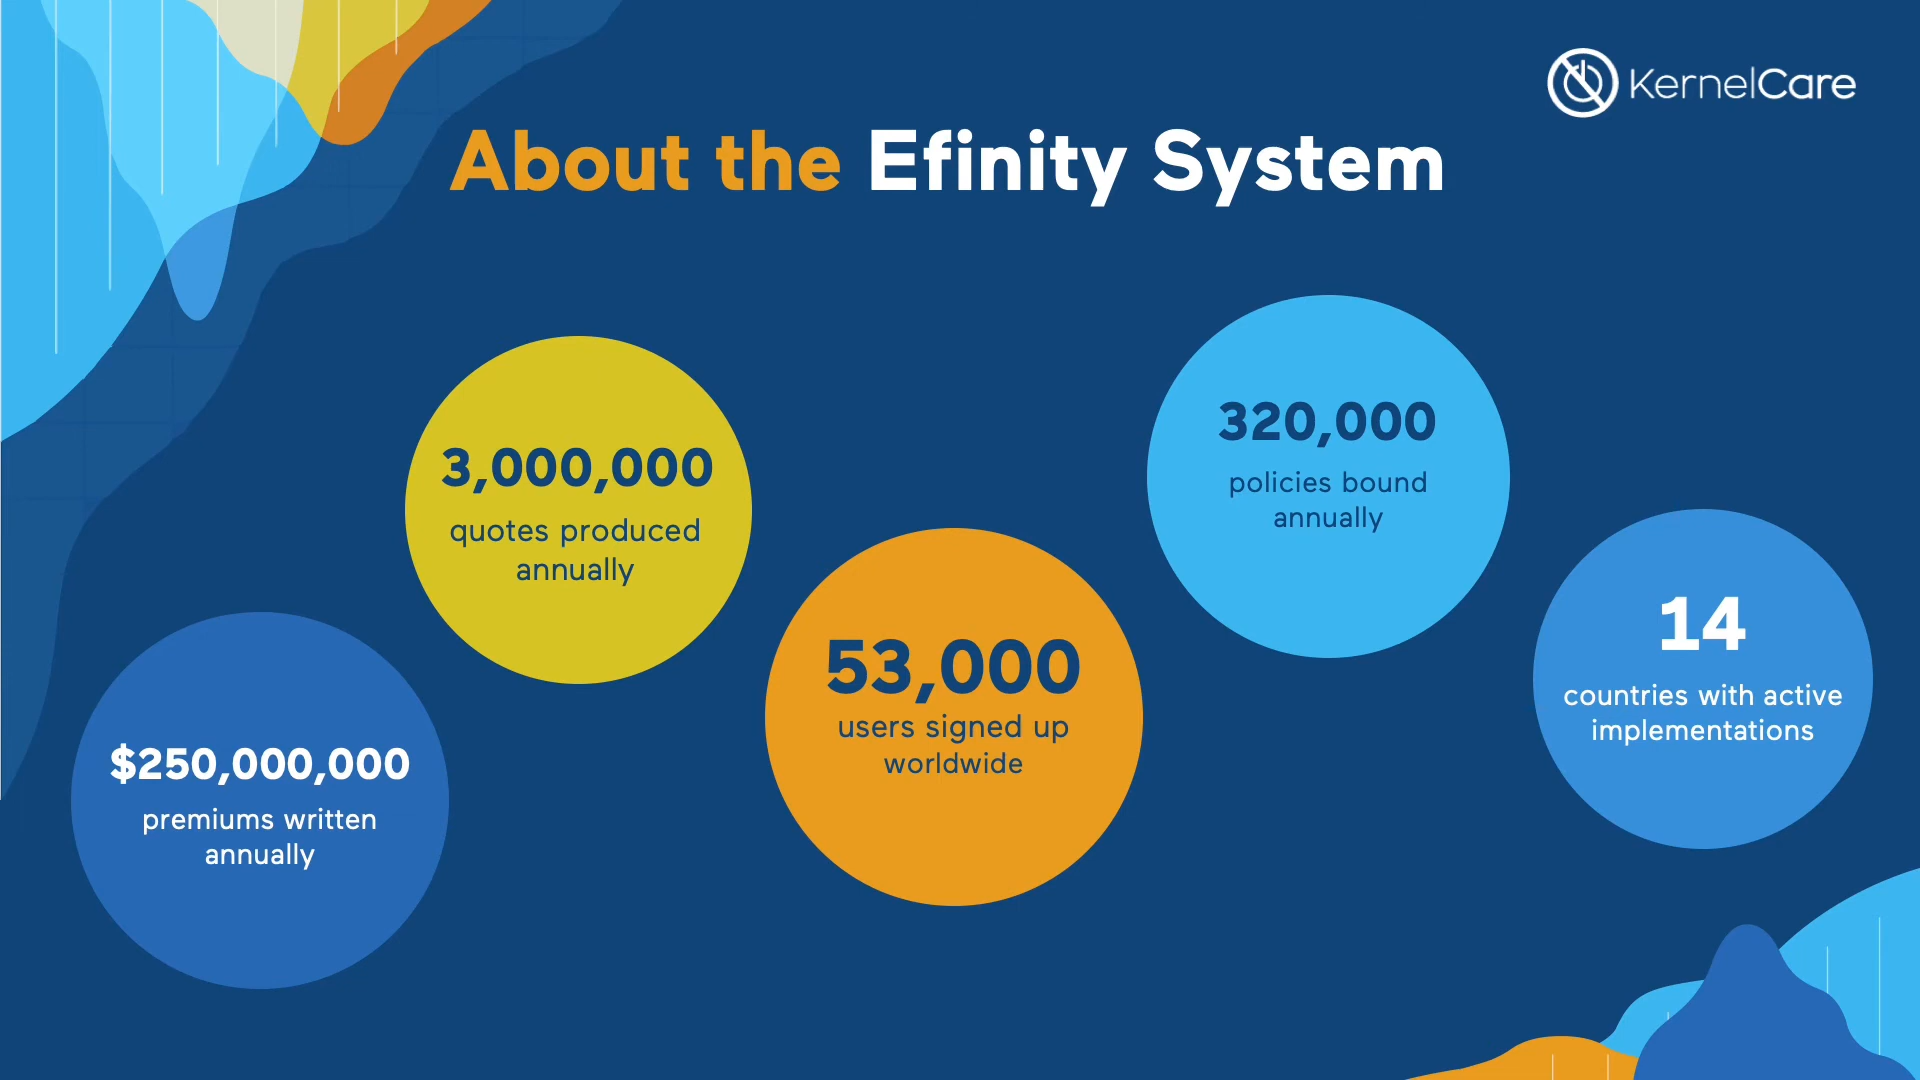 KernelCare
About the Efinity System
3,000,000
quotes produced
annually
320,000
policies bound
annually
53,000
users signed up
worldwide
14
countries with active
implementations
$250,000,000
premiums written
annually